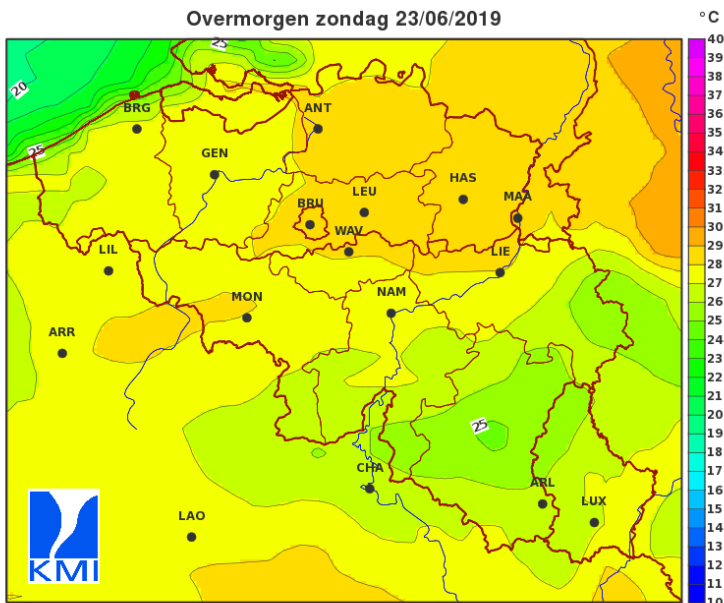 Overmorgen zondag 23/06/2019
°C
40
39
38
37
36
35
34
33
32
31
30
29
28
27
26
25
24
23
22
21
20
19
18
17
16
15
14
13
12
11
10
25
20
25
BRG
ANT
GEN
HAS
LEU
MAA
BRU
WAV
LIL
LIE
MON
NAM
ARR
25
CHA
ARL
LUX
LAO
KMI